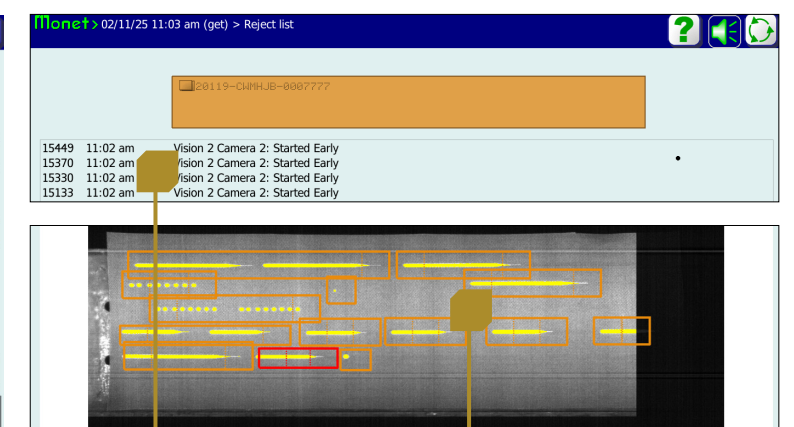 Monet> 02/11/25 11:03 am (get) > Reject list
?
20119-CWMHJB-0007777
15449 11:02 am Vision 2 Camera 2: Started Early
15370 11:02 am Vision 2 Camera 2: Started Early
15330 11:02 am Vision 2 Camera 2: Started Early
15133 11:02 am Vision 2 Camera 2: Started Early